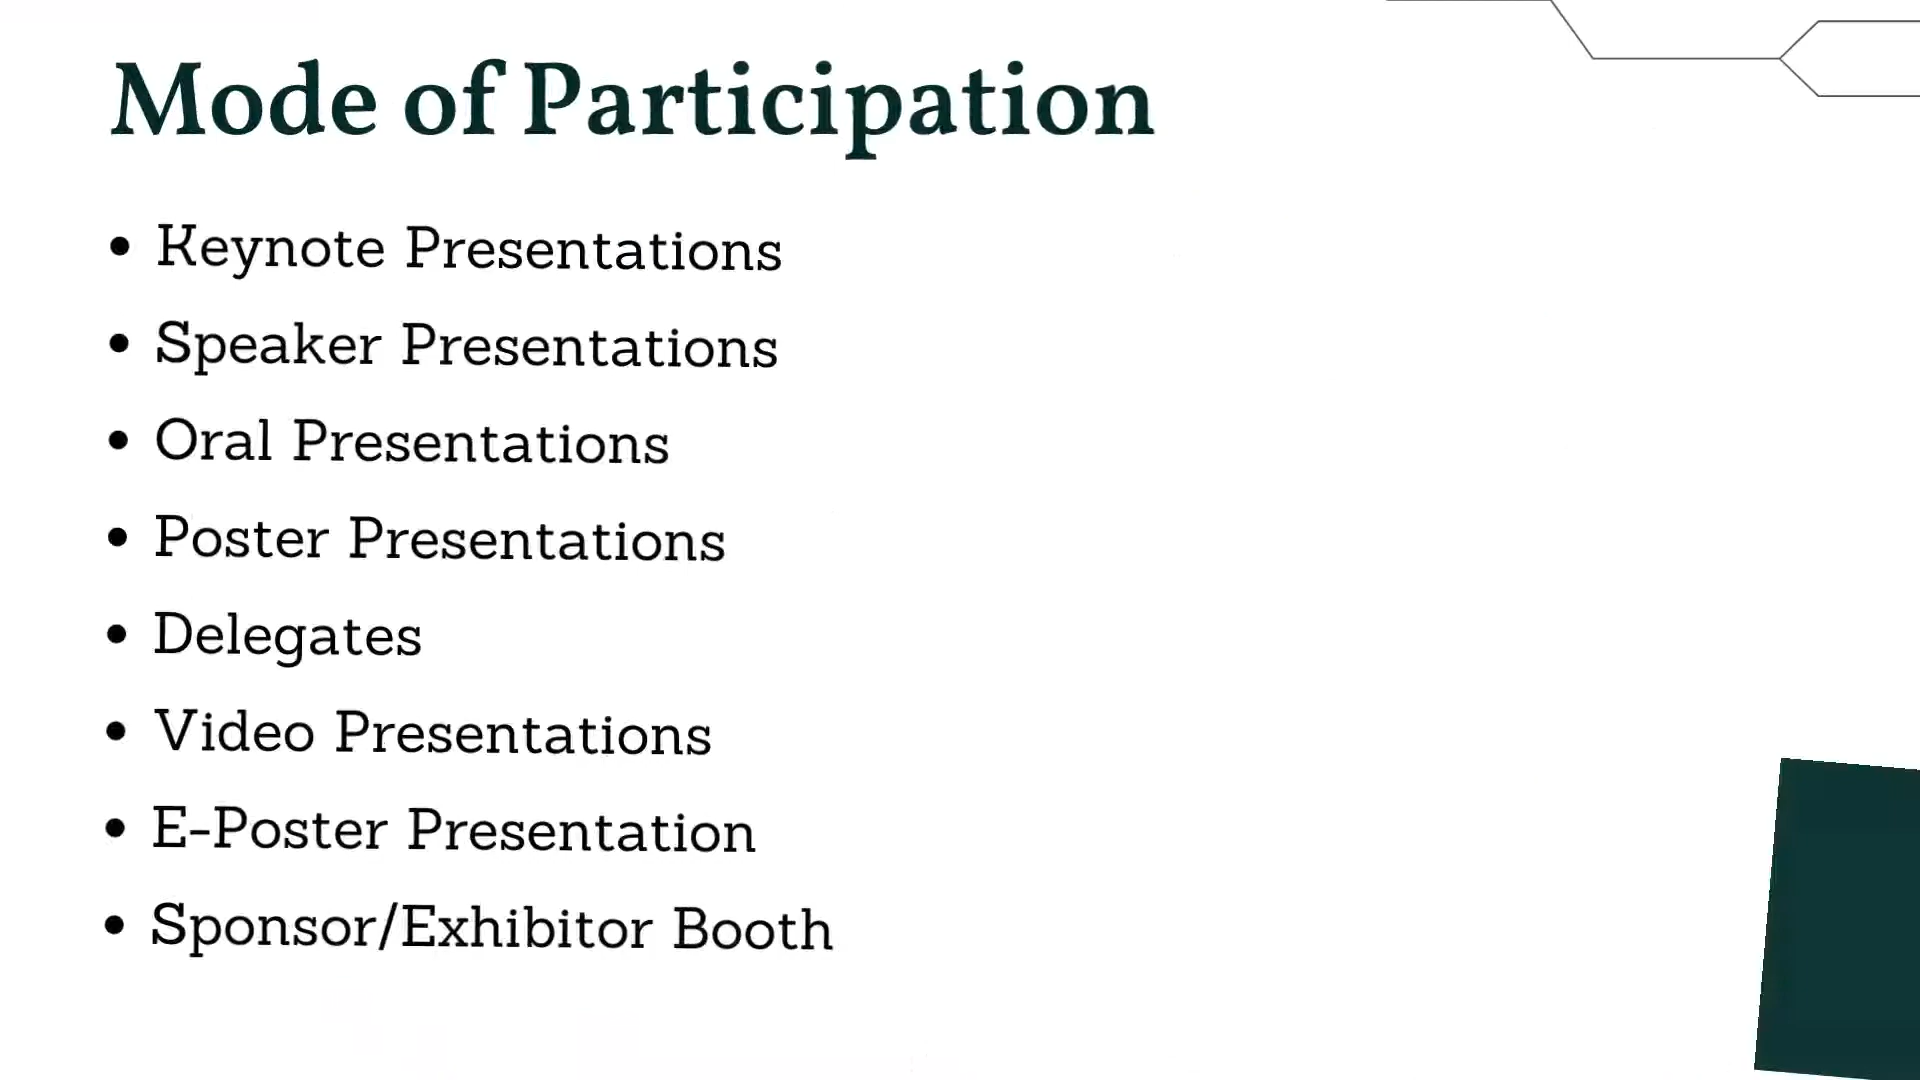 Mode of Participation
• Keynote Presentations
• Speaker Presentations
• Oral Presentations
• Poster Presentations
• Delegates
• Video Presentations
• E-Poster Presentation
• Sponsor/Exhibitor Booth